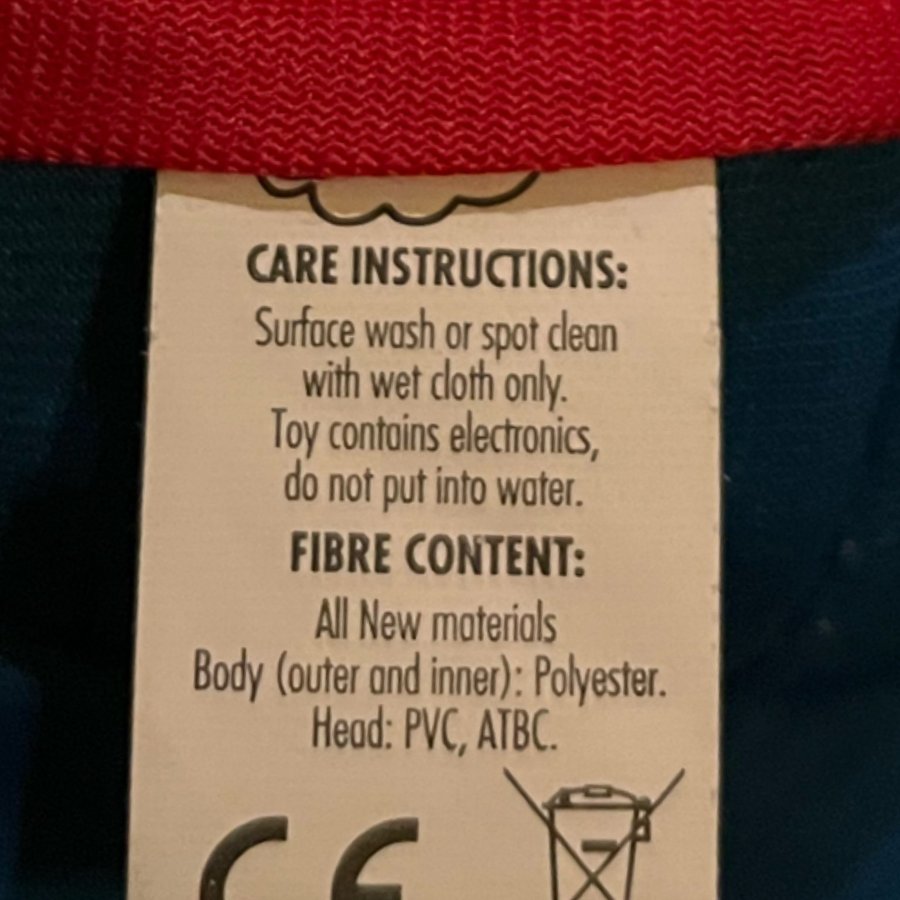 CARE INSTRUCTIONS:
Surface wash or spot clean
with wet cloth only.
Toy contains electronics,
do not put into water.
FIBRE CONTENT:
All New materials
Body (outer and inner): Polyester.
Head: PVC, ATBC.
CE